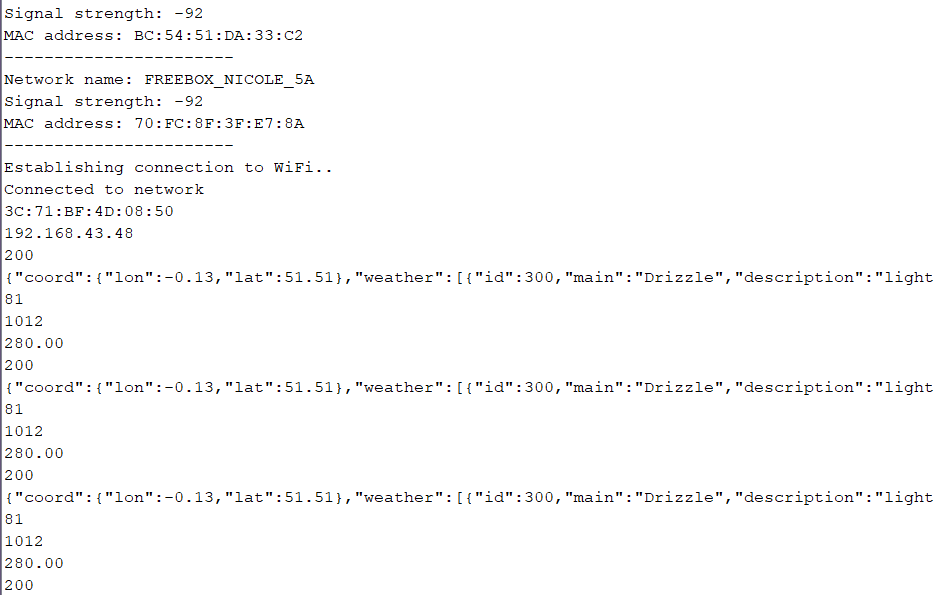 Signal strength: -92
MAC address: BC:54:51:DA:33:C2
-----------------------
Network name: FREEBOX_NICOLE_5A
Signal strength: -92
MAC address: 70:FC:8F:3F:E7:8A
-----------------------
Establishing connection to WiFi..
Connected to network
3C:71:BF:4D:08:50
192.168.43.48
200
{"coord":{"lon":-0.13,"lat":51.51},"weather":[{"id":300,"main":"Drizzle","description":"light
81
1012
280.00
200
{"coord":{"lon":-0.13,"lat":51.51},"weather":[{"id":300,"main":"Drizzle","description":"light
81
1012
280.00
200
{"coord":{"lon":-0.13,"lat":51.51},"weather":[{"id":300,"main":"Drizzle","description":"light
81
1012
280.00
200